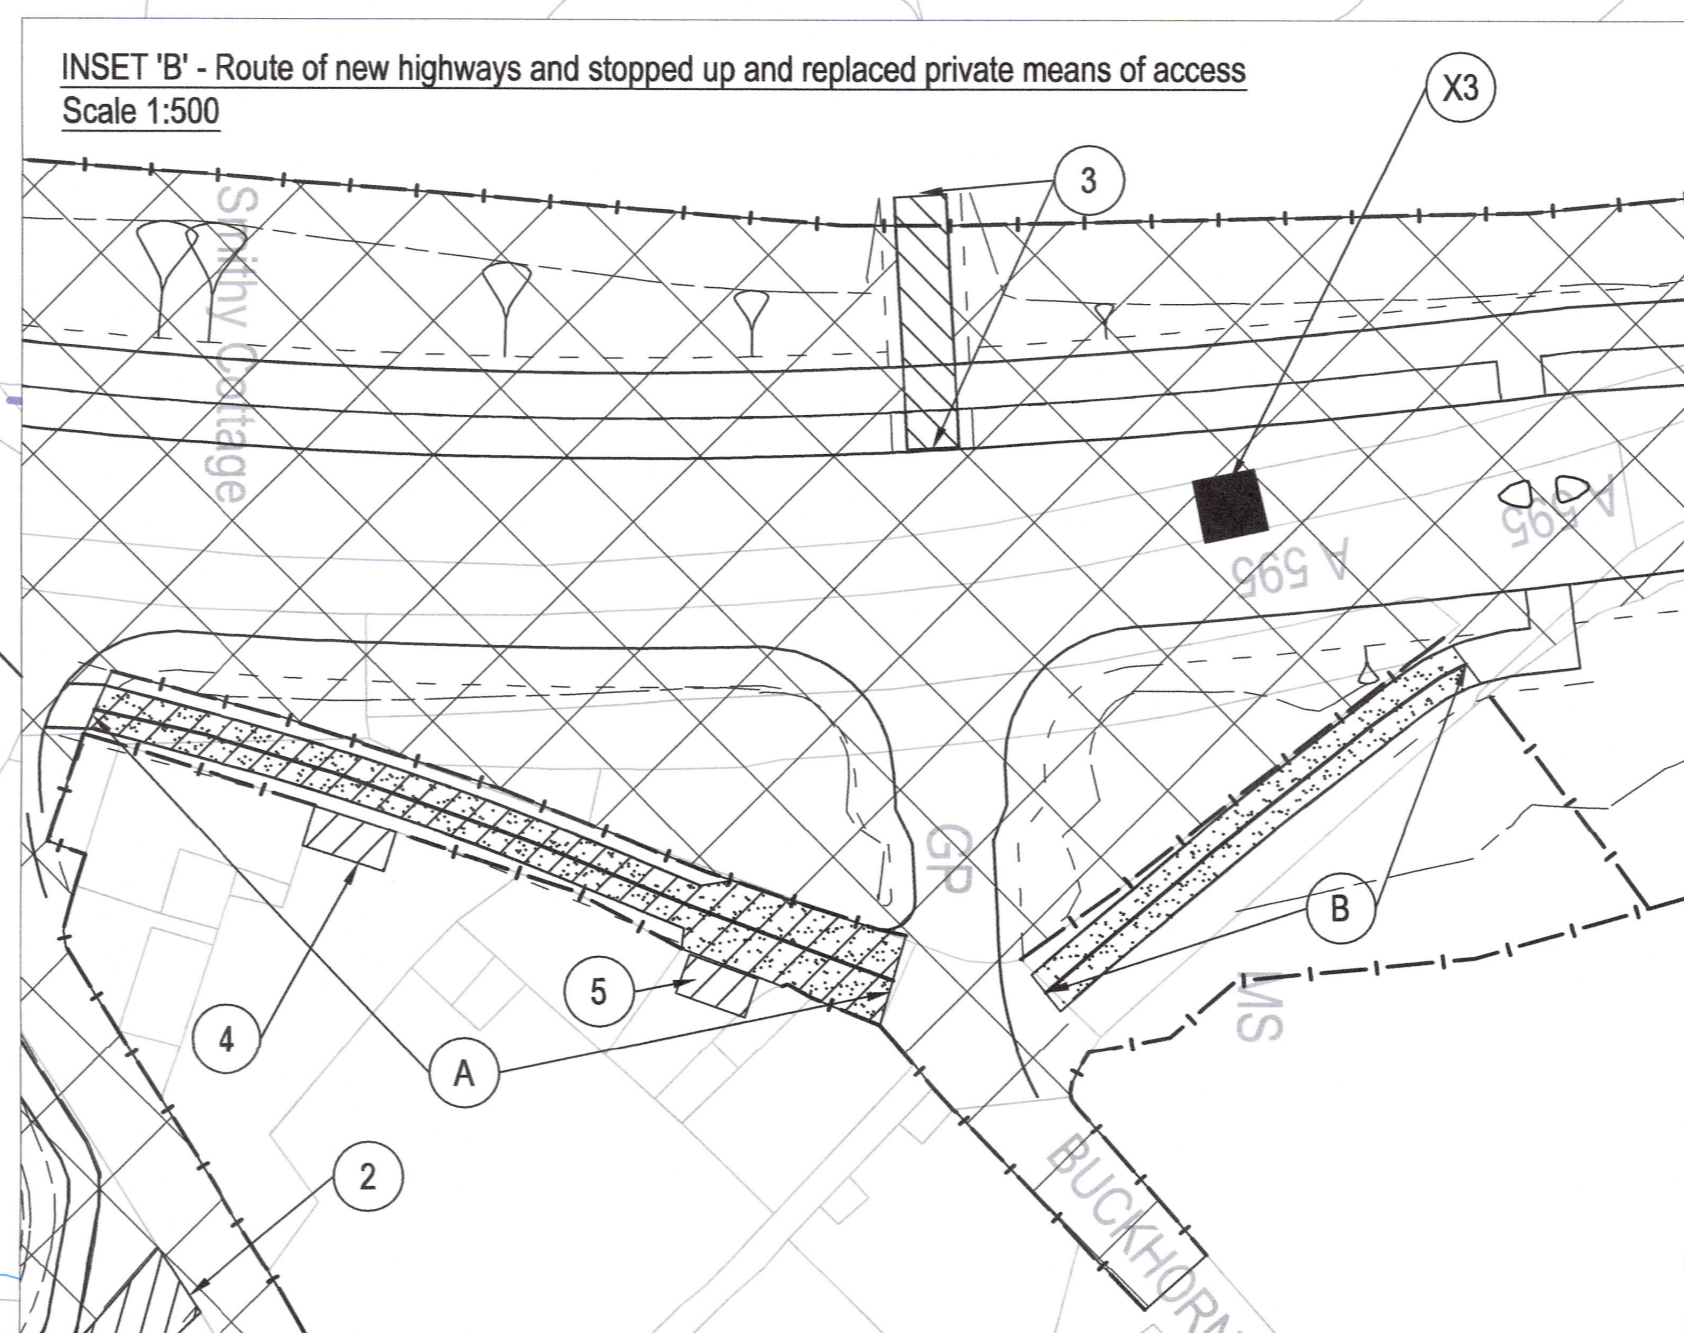 INSET 'B' - Route of new highways and stopped up and replaced private means of access
Scale 1:500
X3
3
Smithy Cottage
A 595
A 595
GP
B
5
4
A
MS
2
BUCKHORN